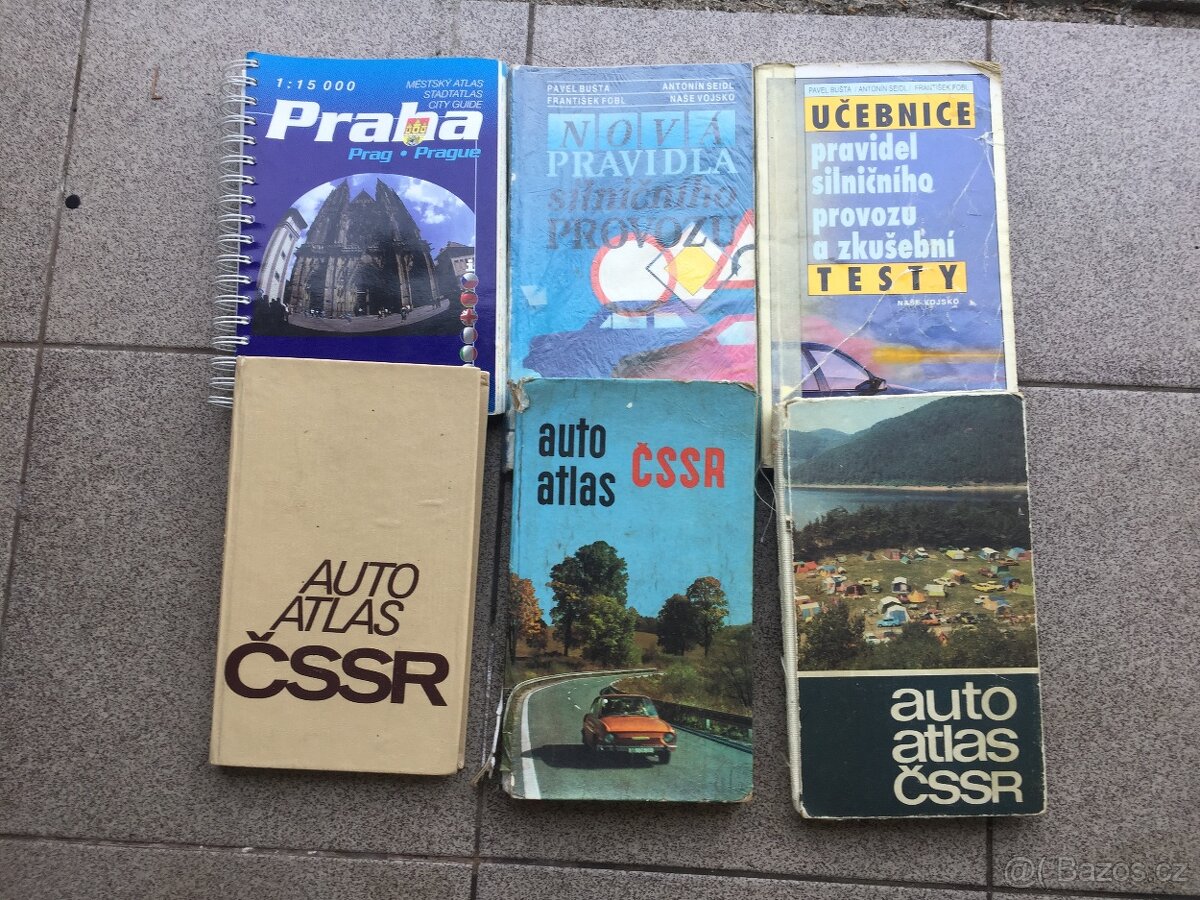 1:15 000
MĚSTSKÝ ATLAS
STADTATLAS
CITY GUIDE
Praha
Prag • Prague
PAVEL BUŠTA ANTONÍN SEIDL
FRANTIŠEK FOBL NAŠE VOJSKO
NOVÁ
PRAVIDLA
silničního
PROVOZU
PAVEL BUŠTA / ANTONÍN SEIDL / FRANTIŠEK FOBL
UČEBNICE
pravidel
silničního
provozu
a zkušební
TESTY
NAŠE VOJSKO
AUTO
ATLAS
ČSSR
auto
atlas
ČSSR
auto
atlas
ČSSR
@( Bazos.cz